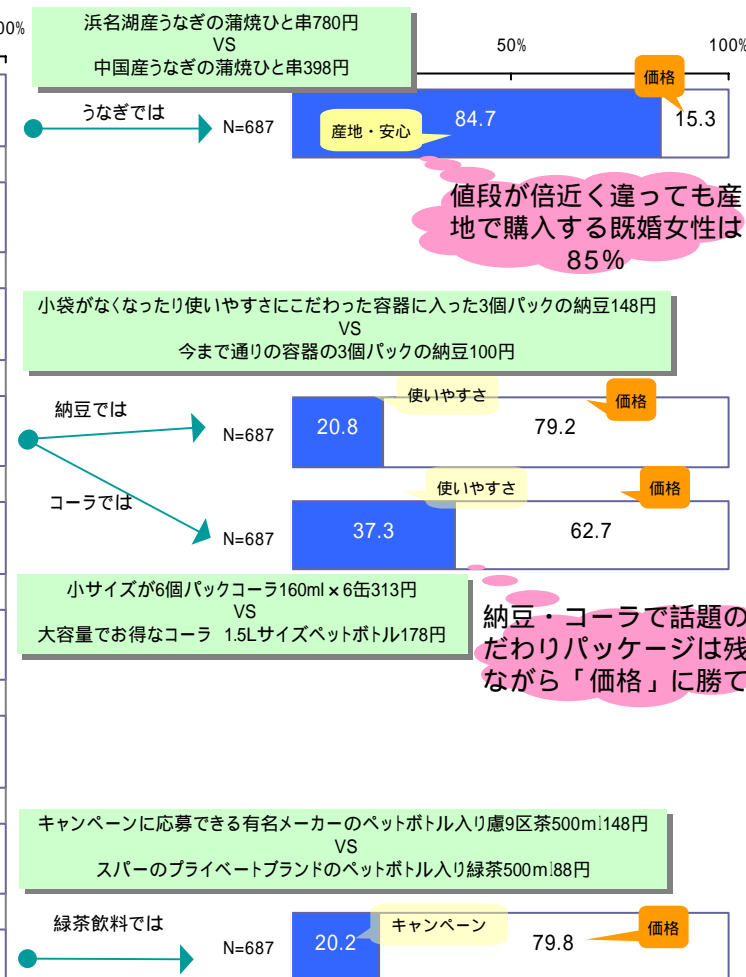 00%
浜名湖産うなぎの蒲焼ひと串780円
VS
中国産うなぎの蒲焼ひと串398円
50%
100%
うなぎでは
N=687
産地・安心
84.7
価格
15.3
値段が倍近く違っても産
地で購入する既婚女性は
85%
小袋がなくなったり使いやすさにこだわった容器に入った3個パックの納豆148円
VS
今まで通りの容器の3個パックの納豆100円
納豆では
N=687
20.8
使いやすさ
価格
79.2
コーラでは
N=687
37.3
使いやすさ
価格
62.7
小サイズが6個パックコーラ160ml×6缶313円
VS
大容量でお得なコーラ 1.5Lサイズペットボトル178円
納豆・コーラで話題の
だわりパッケージは残
ながら「価格」に勝て
キャンペーンに応募できる有名メーカーのペットボトル入り慮9区茶500ml148円
VS
スパーのプライベートブランドのペットボトル入り緑茶500ml88円
緑茶飲料では
N=687
20.2
キャンペーン
79.8
価格